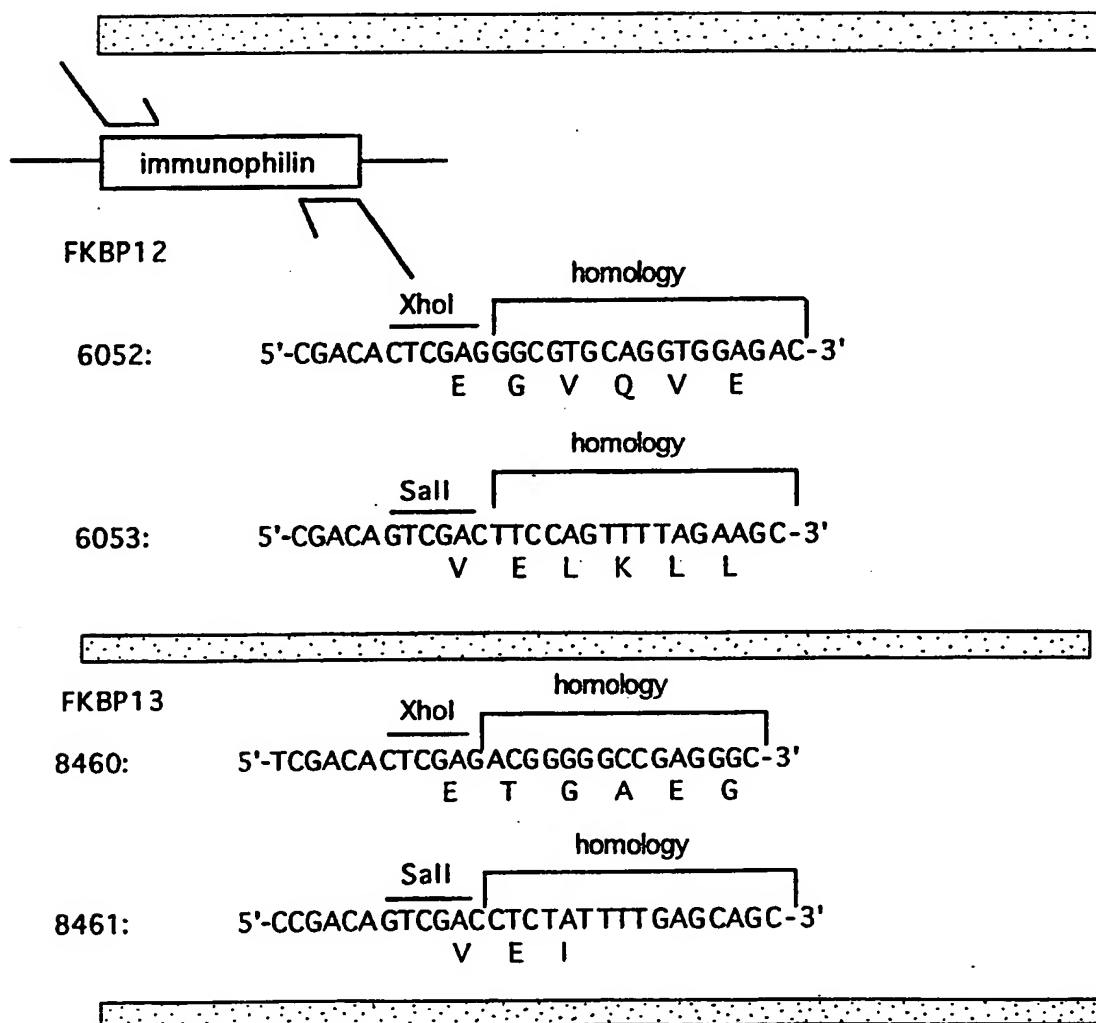 immunophilin
FKBP12
homology
XhoI
6052: 5'-CGACACTCGAGGGCGTGCAGGTGGAGAC-3'
E G V Q V E
homology
SalI
6053: 5'-CGACAGTCGACTTCCAGTTTTAGAAGC-3'
V E L K L L
FKBP13
homology
XhoI
8460: 5'-TCGACACTCGAGACGGGGGCCGAGGGC-3'
E T G A E G
homology
SalI
8461: 5'-CCGACAGTCGACCTCTATTTTGAGCAGC-3'
V E I